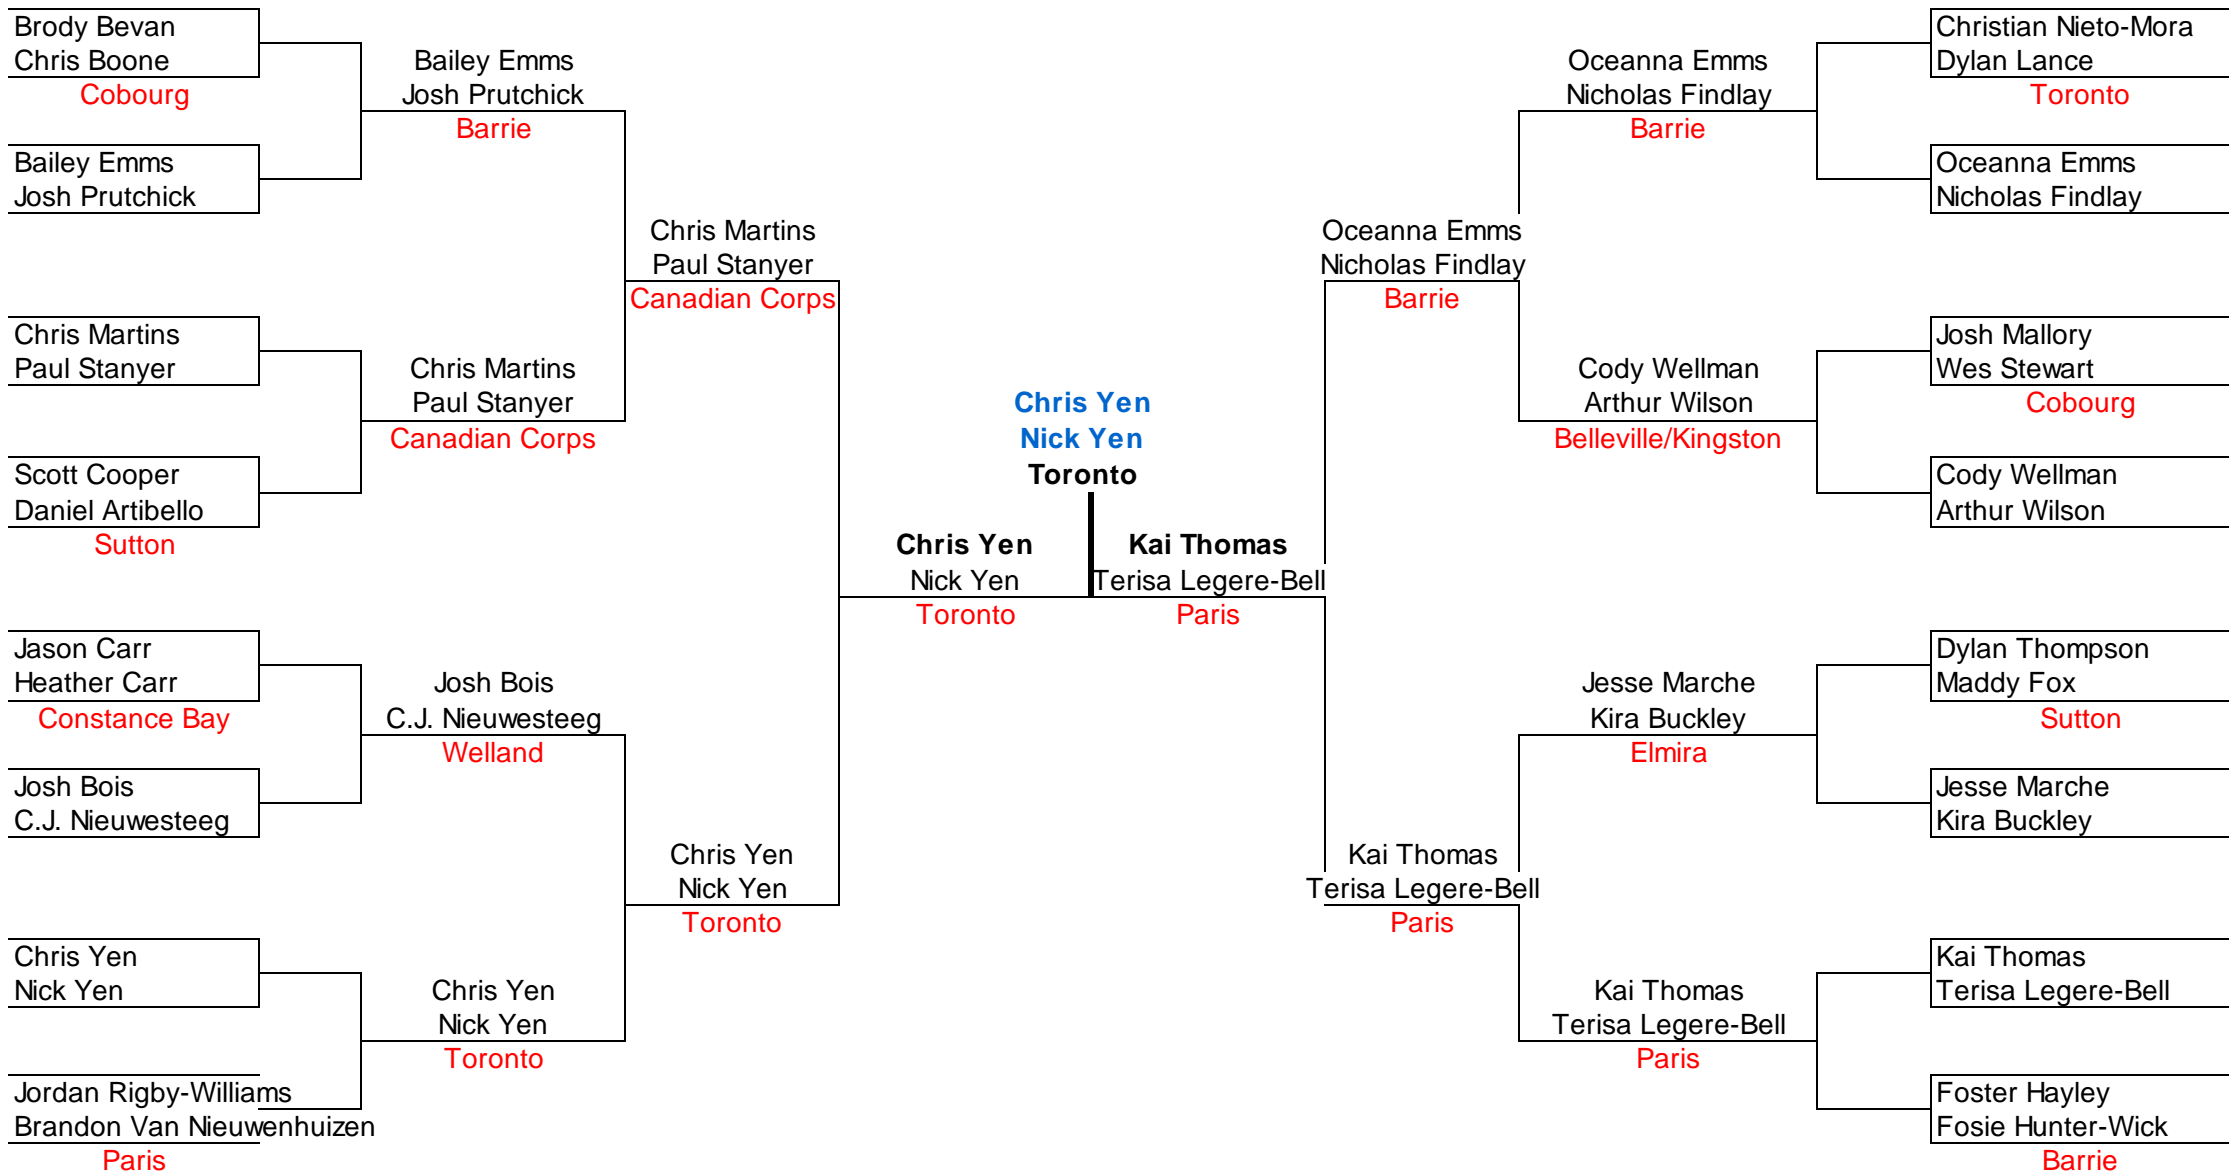 Brody Bevan
Chris Boone
Cobourg
Bailey Emms
Josh Prutchick
Chris Martins
Paul Stanyer
Scott Cooper
Daniel Artibello
Sutton
Jason Carr
Heather Carr
Constance Bay
Josh Bois
C.J. Nieuwesteeg
Chris Yen
Nick Yen
Jordan Rigby-Williams
Brandon Van Nieuwenhuizen
Paris
Bailey Emms
Josh Prutchick
Barrie
Chris Martins
Paul Stanyer
Canadian Corps
Josh Bois
C.J. Nieuwesteeg
Welland
Chris Yen
Nick Yen
Toronto
Chris Martins
Paul Stanyer
Canadian Corps
Chris Yen
Nick Yen
Toronto
Chris Yen
Nick Yen
Toronto
Chris Yen
Nick Yen
Toronto
Kai Thomas
Terisa Legere-Bell
Paris
Oceanna Emms
Nicholas Findlay
Barrie
Kai Thomas
Terisa Legere-Bell
Paris
Oceanna Emms
Nicholas Findlay
Barrie
Cody Wellman
Arthur Wilson
Belleville/Kingston
Jesse Marche
Kira Buckley
Elmira
Kai Thomas
Terisa Legere-Bell
Paris
Christian Nieto-Mora
Dylan Lance
Toronto
Oceanna Emms
Nicholas Findlay
Josh Mallory
Wes Stewart
Cobourg
Cody Wellman
Arthur Wilson
Dylan Thompson
Maddy Fox
Sutton
Jesse Marche
Kira Buckley
Kai Thomas
Terisa Legere-Bell
Foster Hayley
Fosie Hunter-Wick
Barrie